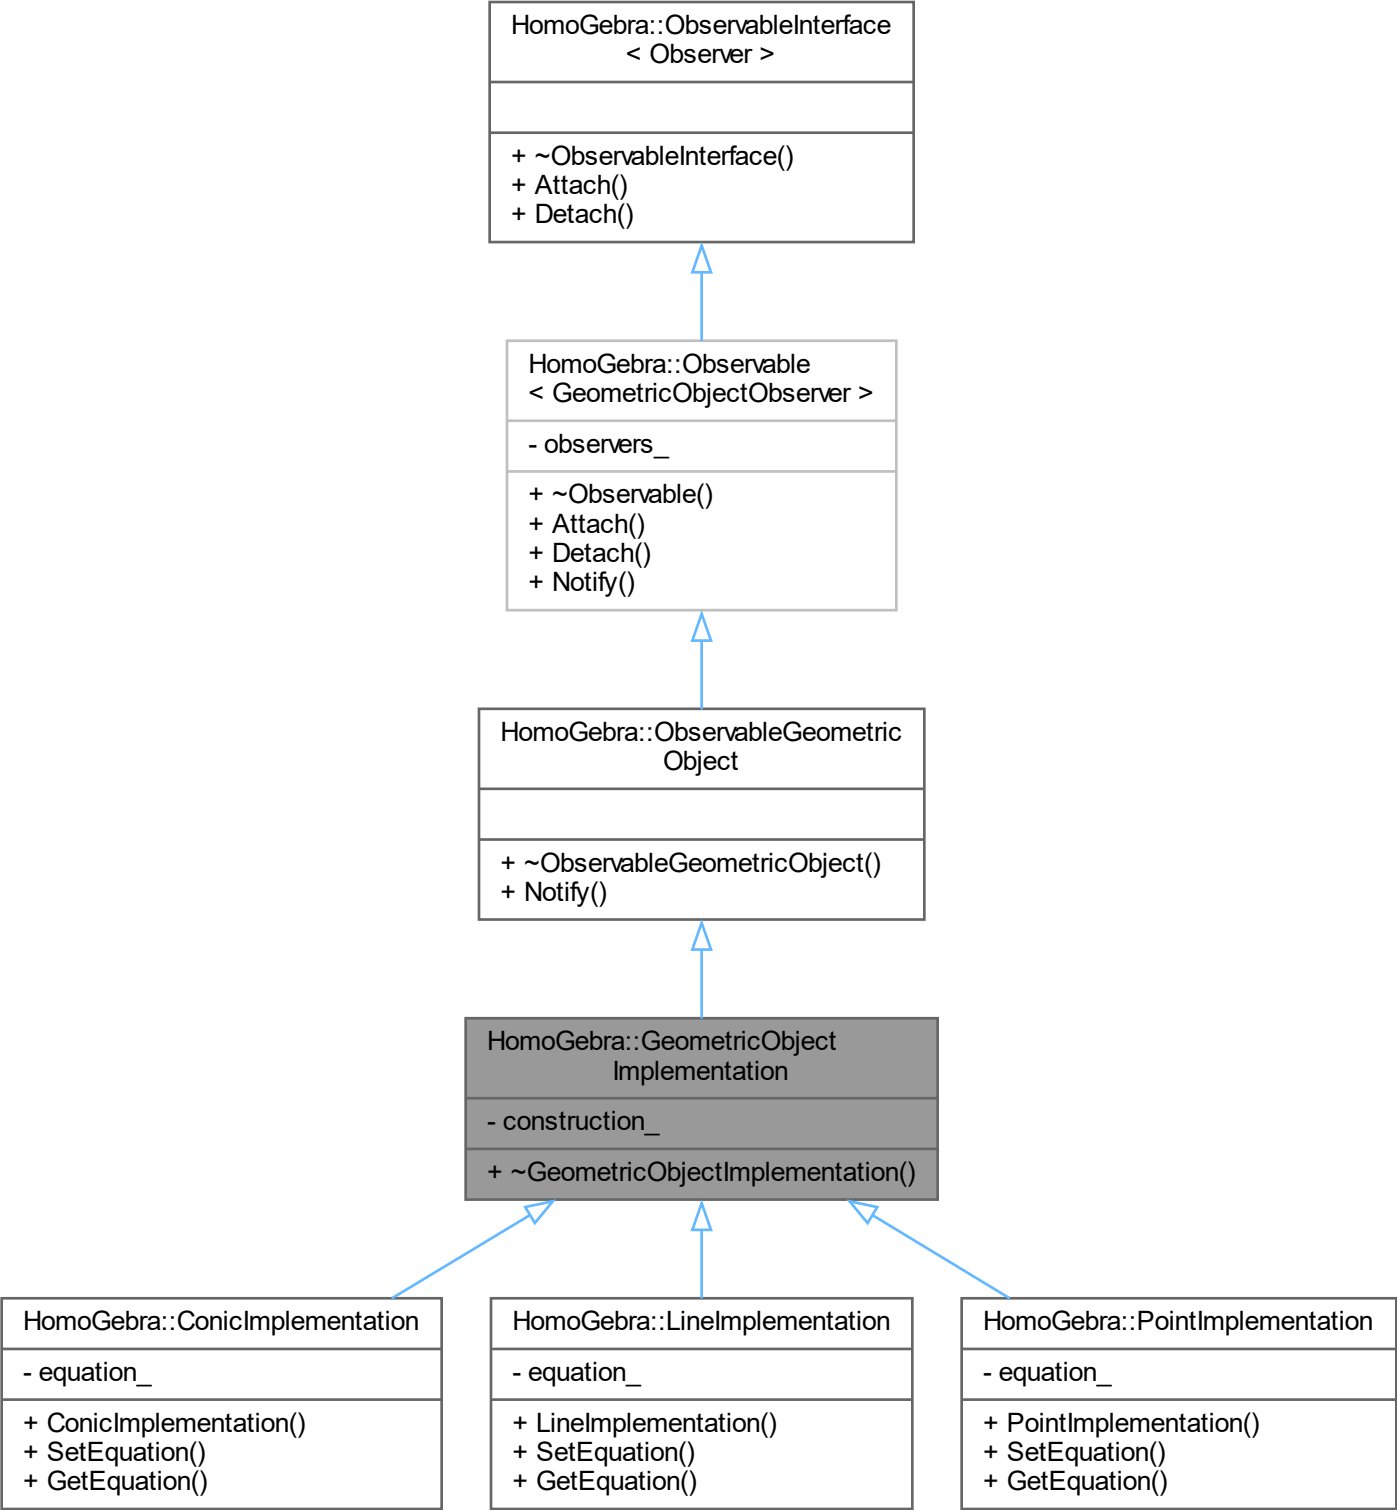 HomoGebra::ObservableInterface
< Observer >
+ ~ObservableInterface()
+ Attach()
+ Detach()
HomoGebra::Observable
< GeometricObjectObserver >
- observers_
+ ~Observable()
+ Attach()
+ Detach()
+ Notify()
HomoGebra::ObservableGeometric
Object
+ ~ObservableGeometricObject()
+ Notify()
HomoGebra::GeometricObject
Implementation
- construction_
+ ~GeometricObjectImplementation()
HomoGebra::ConicImplementation
- equation_
+ ConicImplementation()
+ SetEquation()
+ GetEquation()
HomoGebra::LineImplementation
- equation_
+ LineImplementation()
+ SetEquation()
+ GetEquation()
HomoGebra::PointImplementation
- equation_
+ PointImplementation()
+ SetEquation()
+ GetEquation()